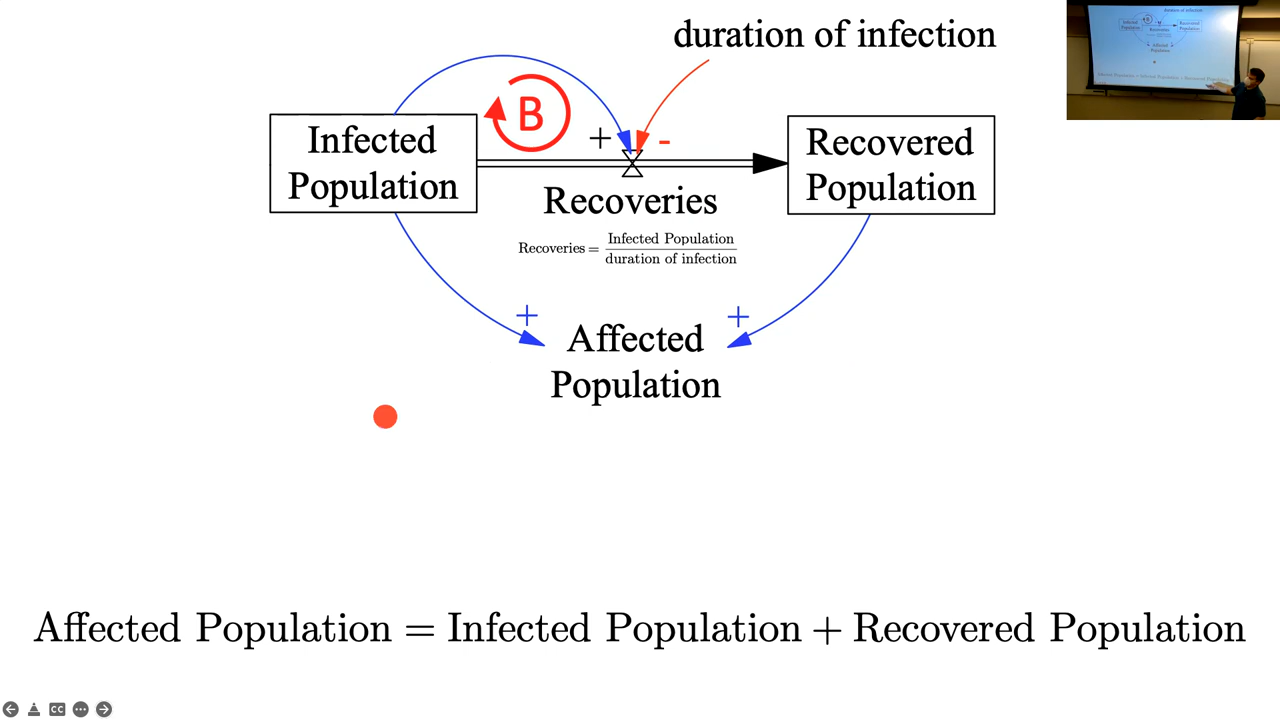 duration of infection
B
+
-
Infected
Population
Recovered
Population
Recoveries
Recoveries = Infected Population / duration of infection
+
+
Affected
Population
Affected Population = Infected Population + Recovered Population
CC